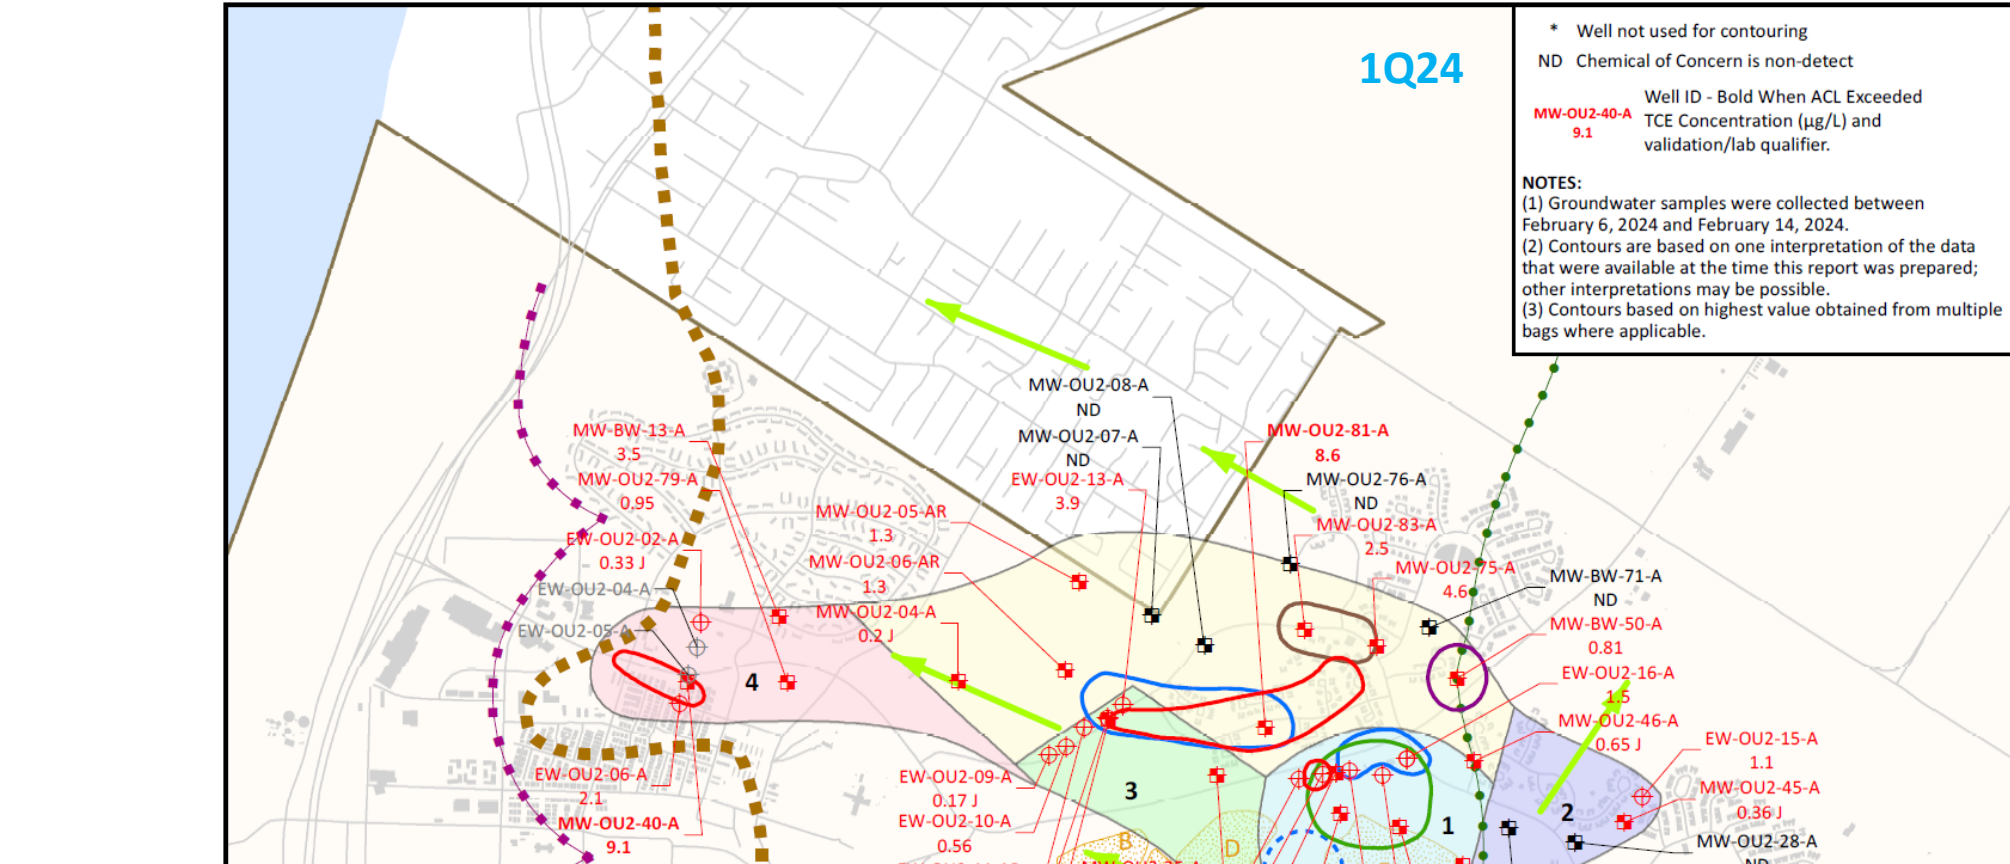 1Q24
* Well not used for contouring
ND Chemical of Concern is non-detect
MW-OU2-40-A
9.1
Well ID - Bold When ACL Exceeded
TCE Concentration (µg/L) and
validation/lab qualifier.
NOTES:
(1) Groundwater samples were collected between
February 6, 2024 and February 14, 2024.
(2) Contours are based on one interpretation of the data
that were available at the time this report was prepared;
other interpretations may be possible.
(3) Contours based on highest value obtained from multiple
bags where applicable.
MW-OU2-08-A
ND
MW-OU2-07-A
ND
EW-OU2-13-A
3.9
MW-OU2-81-A
8.6
MW-OU2-76-A
ND
MW-OU2-83-A
2.5
MW-OU2-75-A
4.6
MW-BW-71-A
ND
MW-BW-50-A
0.81
EW-OU2-16-A
1.5
MW-OU2-46-A
0.65 J
EW-OU2-15-A
1.1
MW-OU2-45-A
0.36 J
MW-OU2-28-A
ND
MW-BW-13-A
3.5
MW-OU2-79-A
0.95
EW-OU2-02-A
0.33 J
EW-OU2-04-A
EW-OU2-05-A
MW-OU2-05-AR
1.3
MW-OU2-06-AR
1.3
MW-OU2-04-A
0.2 J
4
EW-OU2-06-A
2.1
MW-OU2-40-A
9.1
EW-OU2-09-A
0.17 J
EW-OU2-10-A
0.56
3
1
2
B
D